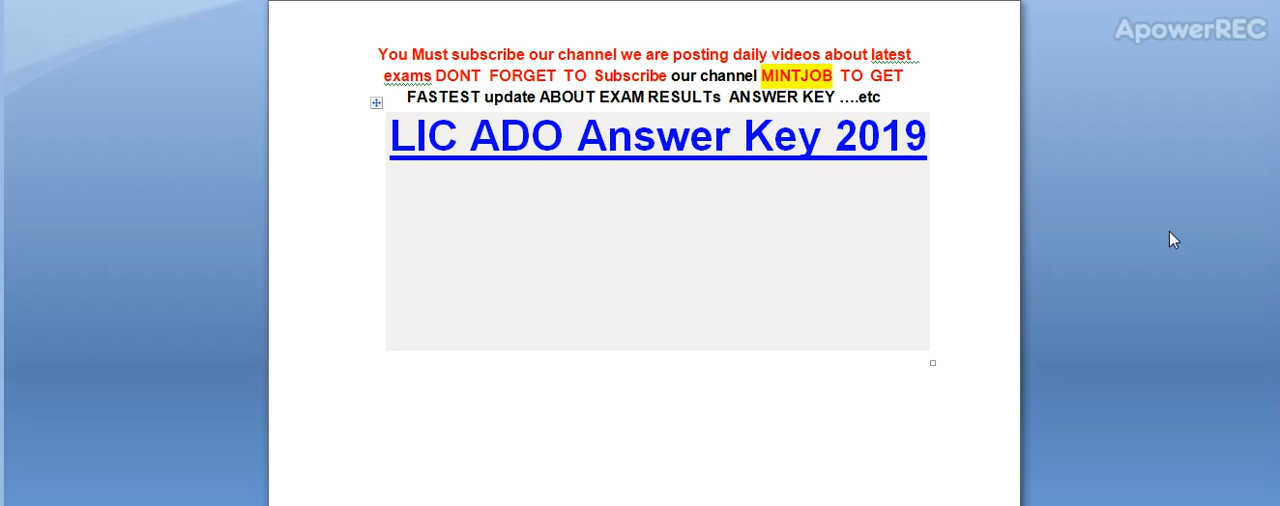 ApowerREC
You Must subscribe our channel we are posting daily videos about latest
exams DONT FORGET TO Subscribe our channel MINTJOB TO GET
FASTEST update ABOUT EXAM RESULTs ANSWER KEY ….etc
LIC ADO Answer Key 2019